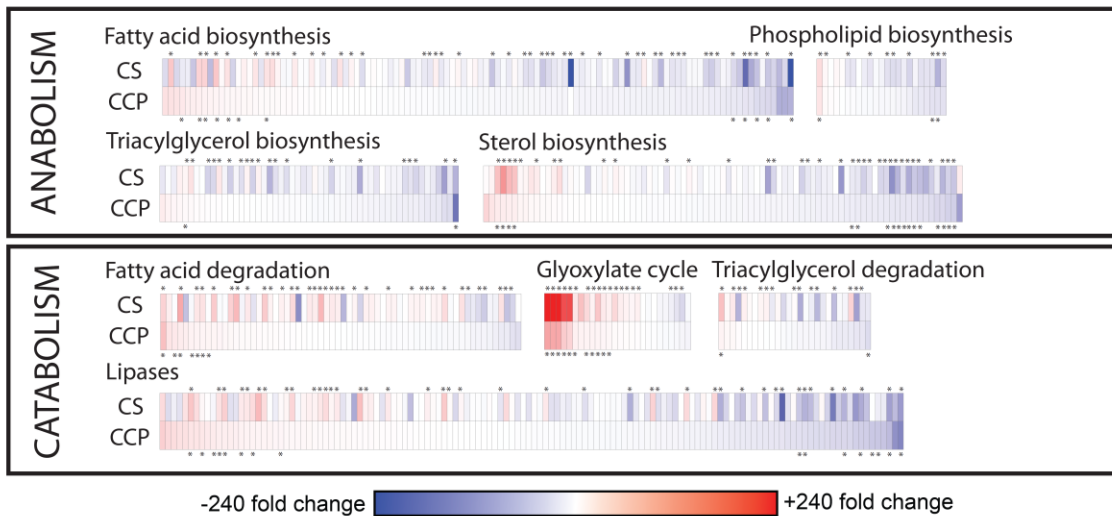 ANABOLISM
Fatty acid biosynthesis
Phospholipid biosynthesis
CS
CCP
Triacylglycerol biosynthesis
Sterol biosynthesis
CS
CCP
CATABOLISM
Fatty acid degradation
Glyoxylate cycle
Triacylglycerol degradation
CS
CCP
Lipases
CS
CCP
-240 fold change
+240 fold change